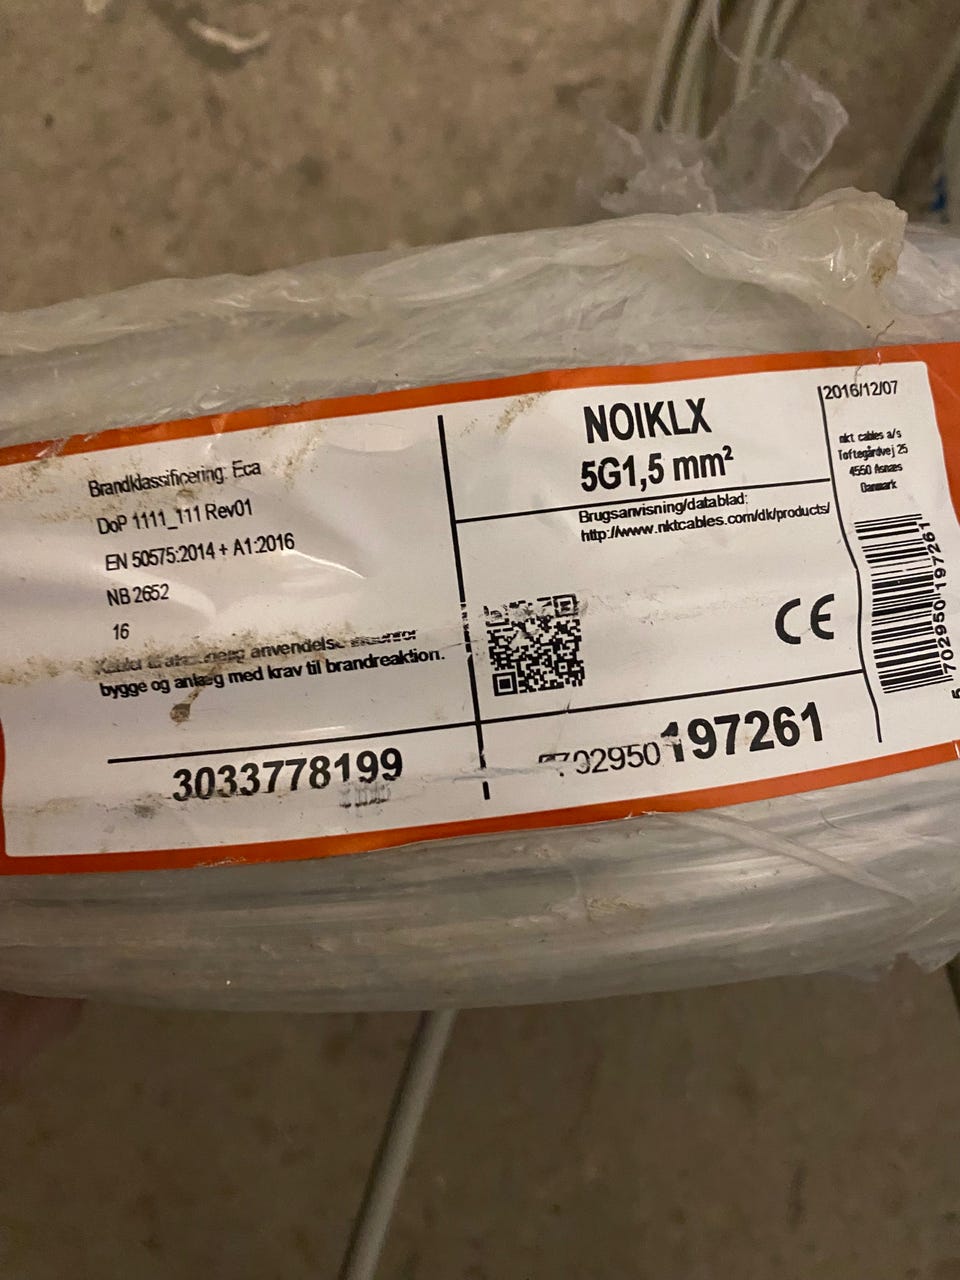 Brandklassificering: Eca
DoP 1111_111 Rev01
EN 50575:2014 + A1:2016
NB 2652
16
anvendelse
bygge og anlæg med krav til brandreaktion.
3033778199
NOIKLX
5G1,5 mm²
Brugsanvisning/datablad:
http://www.nktcables.com/dk/products/
CE
5702950197261
2016/12/07
nkt cables a/s
Toftegårdvej 25
4550 Asnæs
Danmark
5702950197261